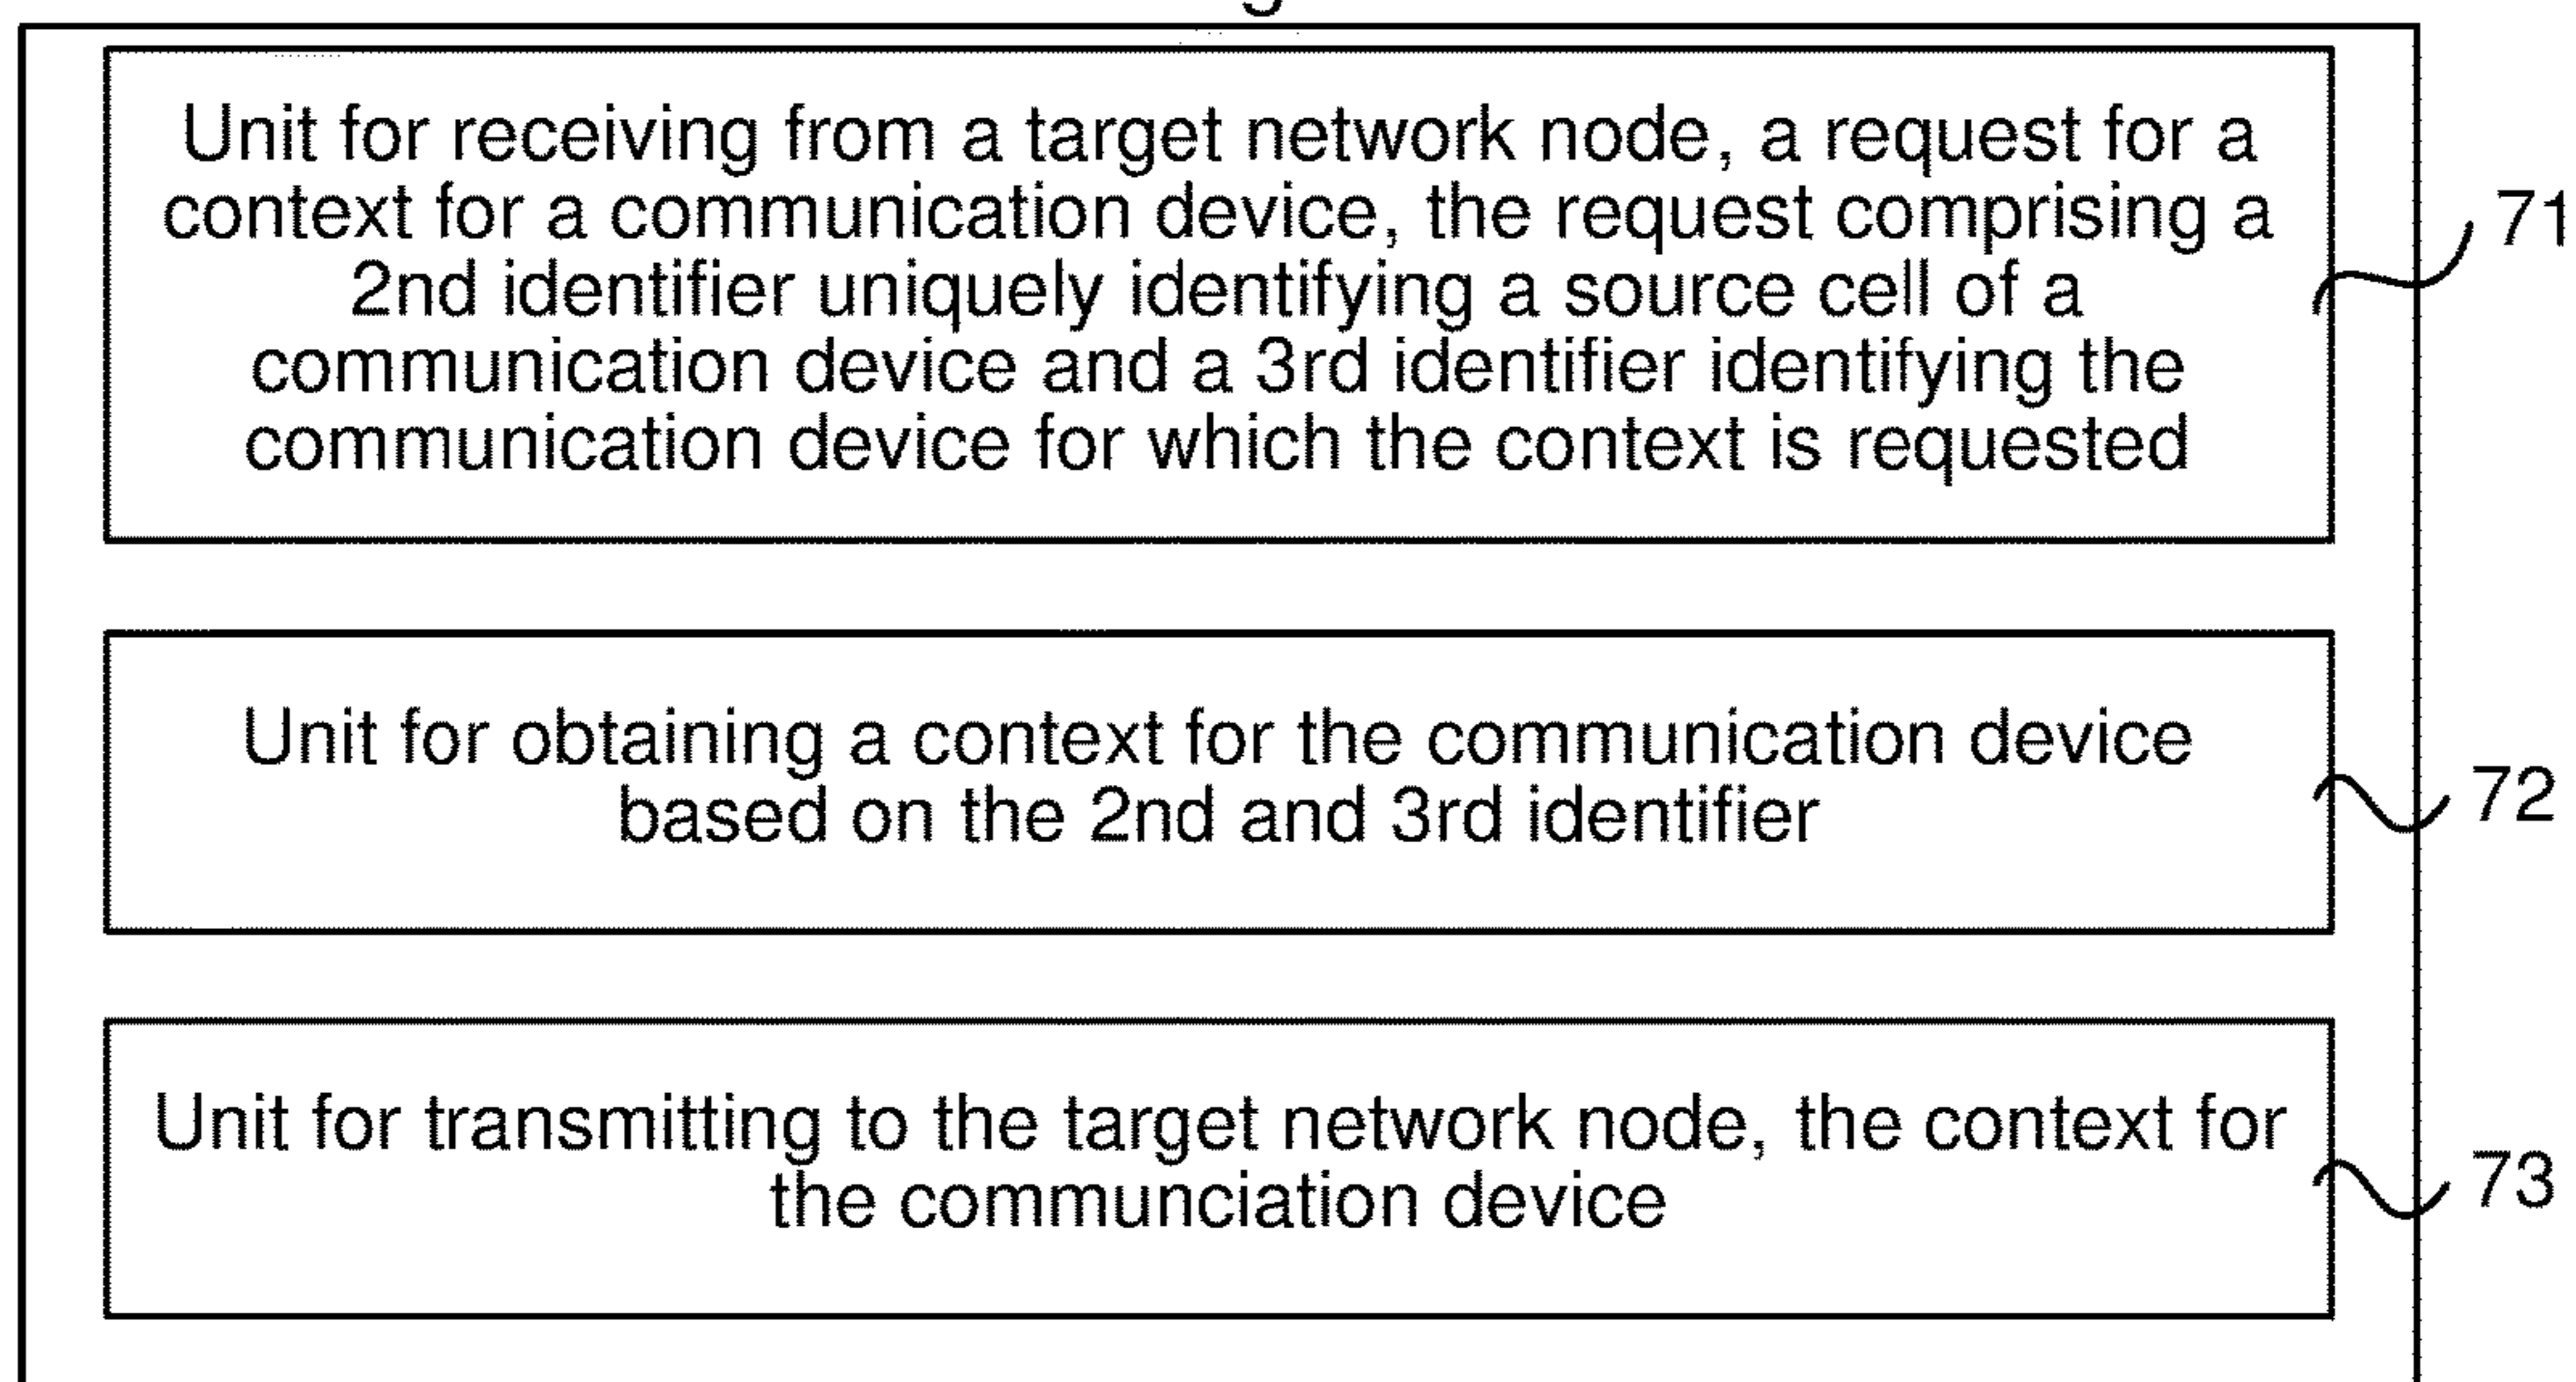 Unit for receiving from a target network node, a request for a
context for a communication device, the request comprising a
2nd identifier uniquely identifying a source cell of a
communication device and a 3rd identifier identifying the
communication device for which the context is requested
71
Unit for obtaining a context for the communication device
based on the 2nd and 3rd identifier
72
Unit for transmitting to the target network node, the context for
the communciation device
73